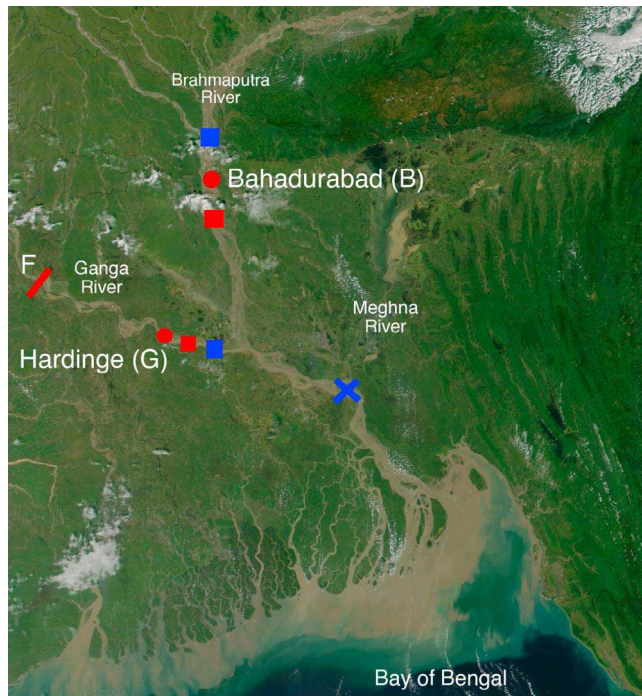 Brahmaputra
River
Bahadurabad (B)
F
Ganga
River
Meghna
River
Hardinge (G)
Bay of Bengal